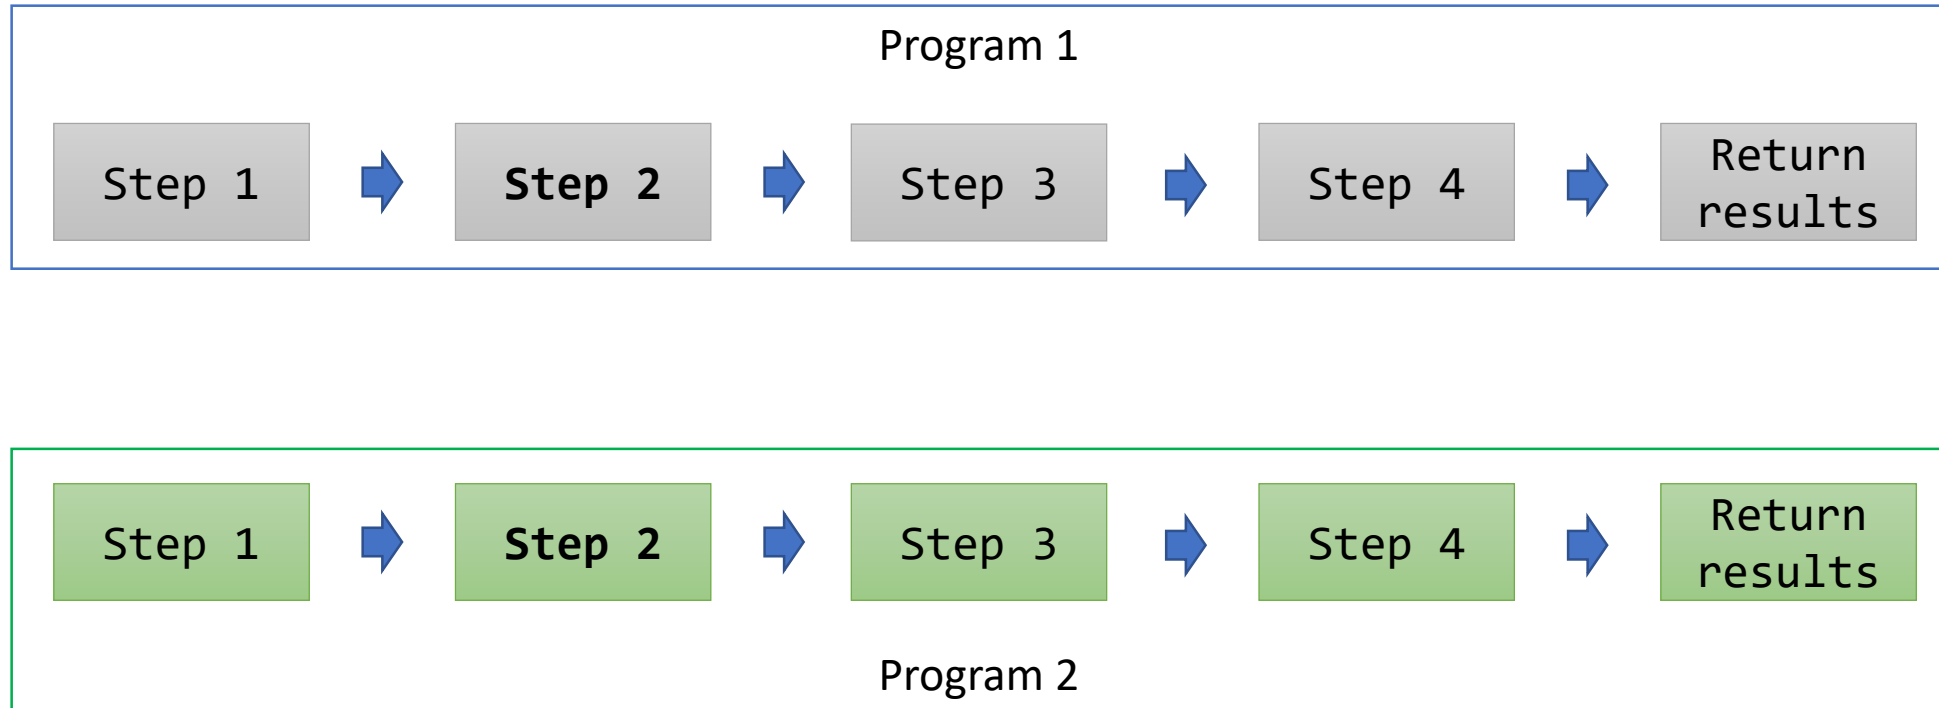 Program 1
Step 1
Step 2
Step 3
Step 4
Return
results
Step 1
Step 2
Step 3
Step 4
Return
results
Program 2